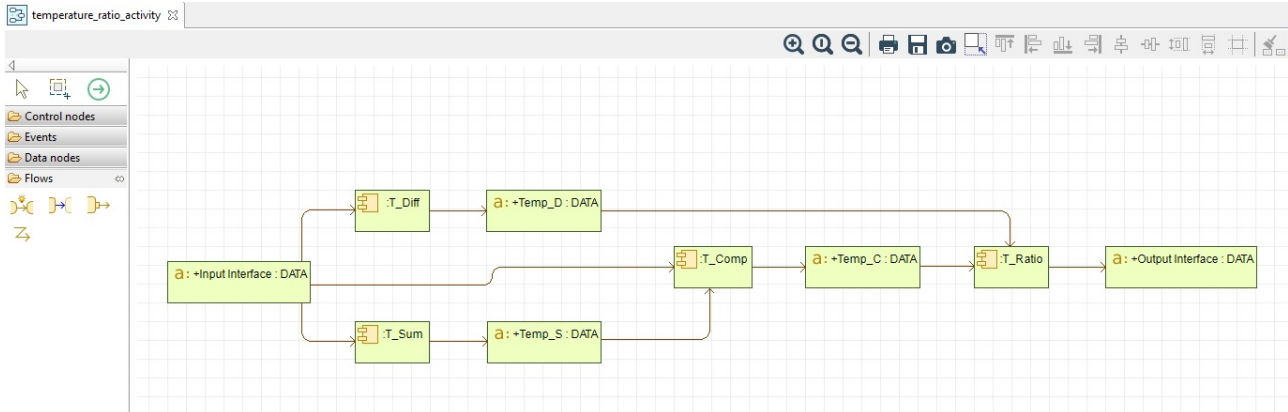 temperature_ratio_activity
Control nodes
Events
Data nodes
Flows
:T_Diff
a: +Temp_D : DATA
:T_Comp
a: +Temp_C : DATA
:T_Ratio
a: +Output Interface : DATA
a: +Input Interface : DATA
:T_Sum
a: +Temp_S : DATA